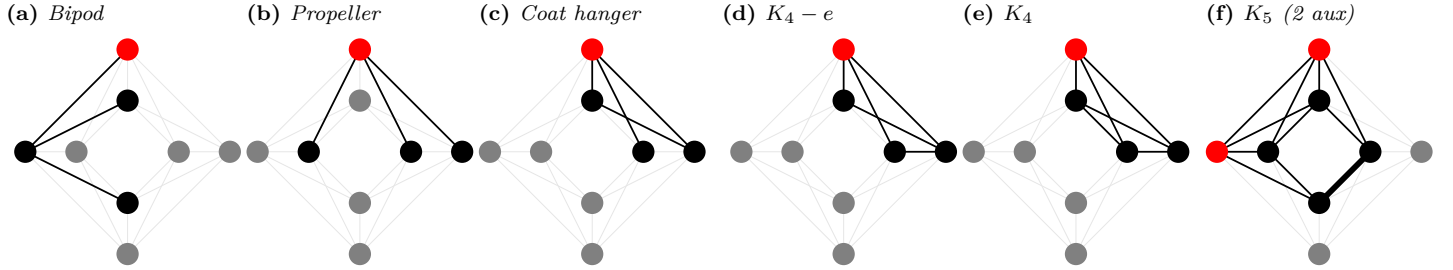 (a) Bipod
(b) Propeller
(c) Coat hanger
(d) K₄ − e
(e) K₄
(f) K₅ (2 aux)